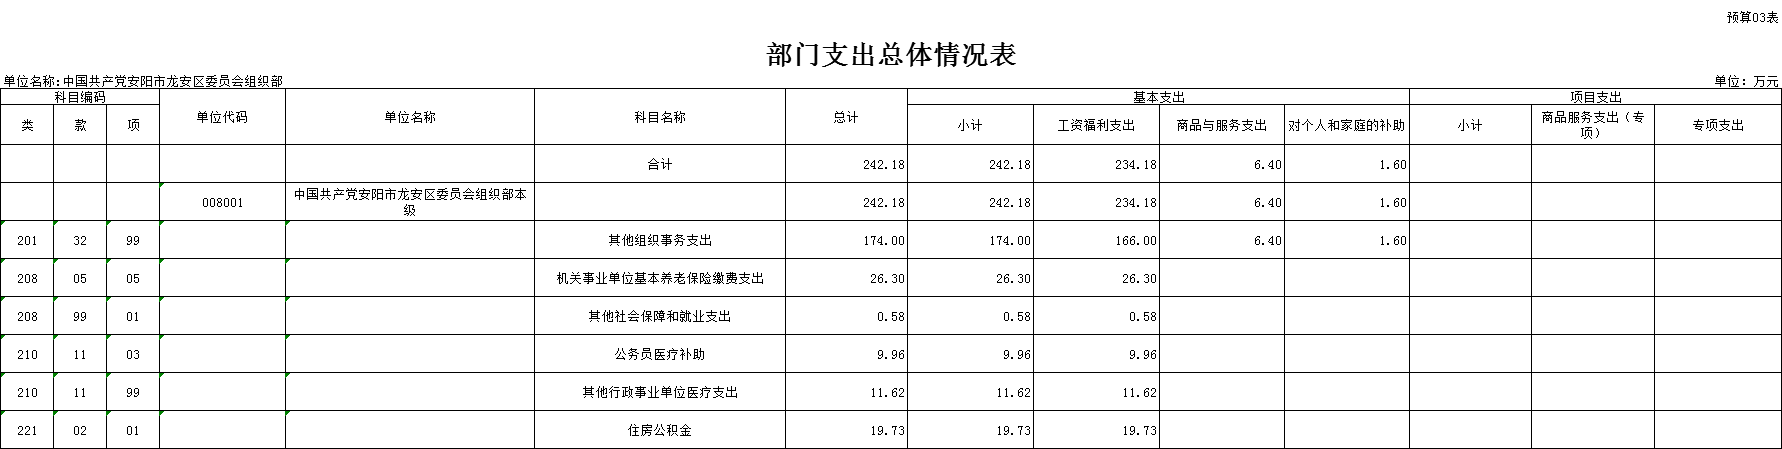 预算03表
部门支出总体情况表
单位名称:中国共产党安阳市龙安区委员会组织部 单位：万元
科目编码 单位代码 单位名称 科目名称 总计 基本支出 项目支出
类 款 项 小计 工资福利支出 商品与服务支出 对个人和家庭的补助 小计 商品服务支出（专
项） 专项支出
合计 242.18 242.18 234.18 6.40 1.60
008001 中国共产党安阳市龙安区委员会组织部本
级 242.18 242.18 234.18 6.40 1.60
201 32 99 其他组织事务支出 174.00 174.00 166.00 6.40 1.60
208 05 05 机关事业单位基本养老保险缴费支出 26.30 26.30 26.30
208 99 01 其他社会保障和就业支出 0.58 0.58 0.58
210 11 03 公务员医疗补助 9.96 9.96 9.96
210 11 99 其他行政事业单位医疗支出 11.62 11.62 11.62
221 02 01 住房公积金 19.73 19.73 19.73